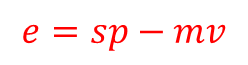 e = sp − mv